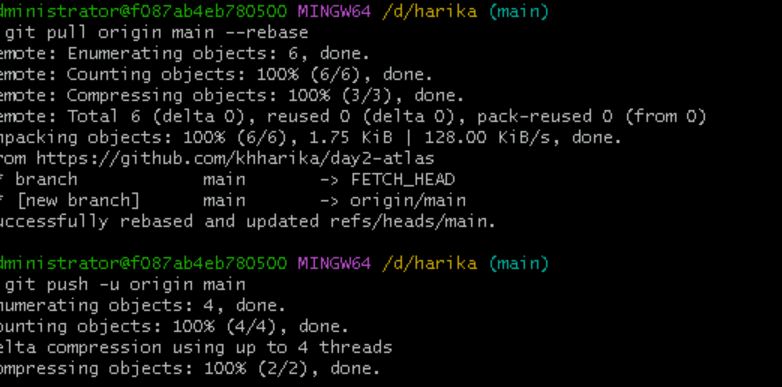 dministrator@f087ab4eb780500 MINGW64 /d/harika (main)
git pull origin main --rebase
emote: Enumerating objects: 6, done.
emote: Counting objects: 100% (6/6), done.
emote: Compressing objects: 100% (3/3), done.
emote: Total 6 (delta 0), reused 0 (delta 0), pack-reused 0 (from 0)
npacking objects: 100% (6/6), 1.75 KiB | 128.00 KiB/s, done.
rom https://github.com/khharika/day2-atlas
* branch            main       -> FETCH_HEAD
* [new branch]      main       -> origin/main
uccessfully rebased and updated refs/heads/main.
dministrator@f087ab4eb780500 MINGW64 /d/harika (main)
git push -u origin main
numerating objects: 4, done.
ounting objects: 100% (4/4), done.
elta compression using up to 4 threads
ompressing objects: 100% (2/2), done.